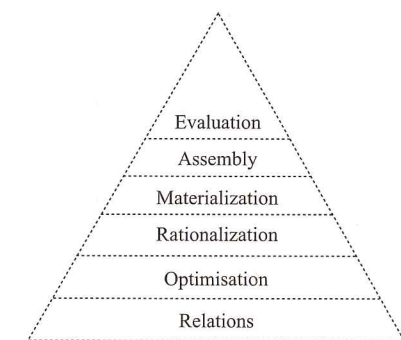 Evaluation
Assembly
Materialization
Rationalization
Optimisation
Relations